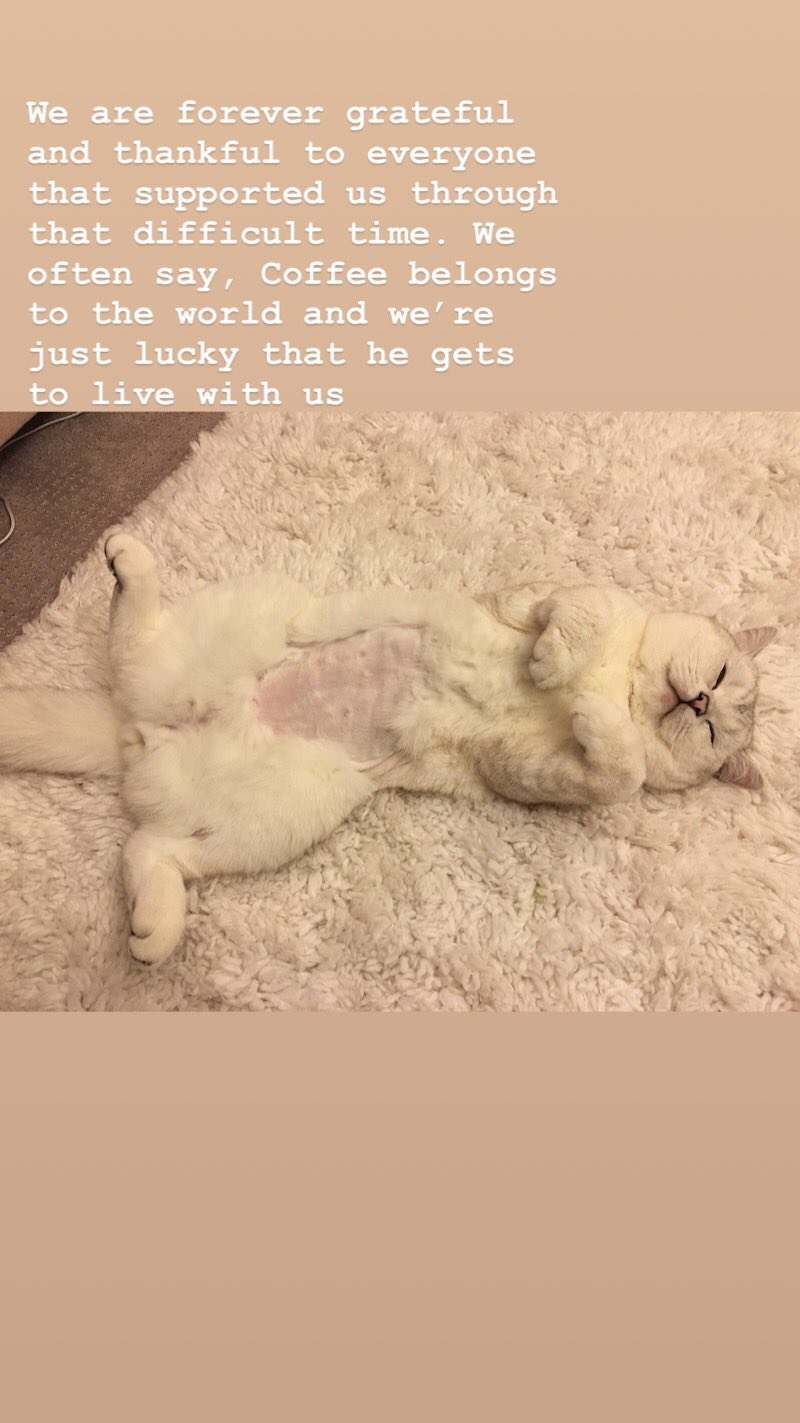 We are forever grateful
and thankful to everyone
that supported us through
that difficult time. We
often say, Coffee belongs
to the world and we’re
just lucky that he gets
to live with us